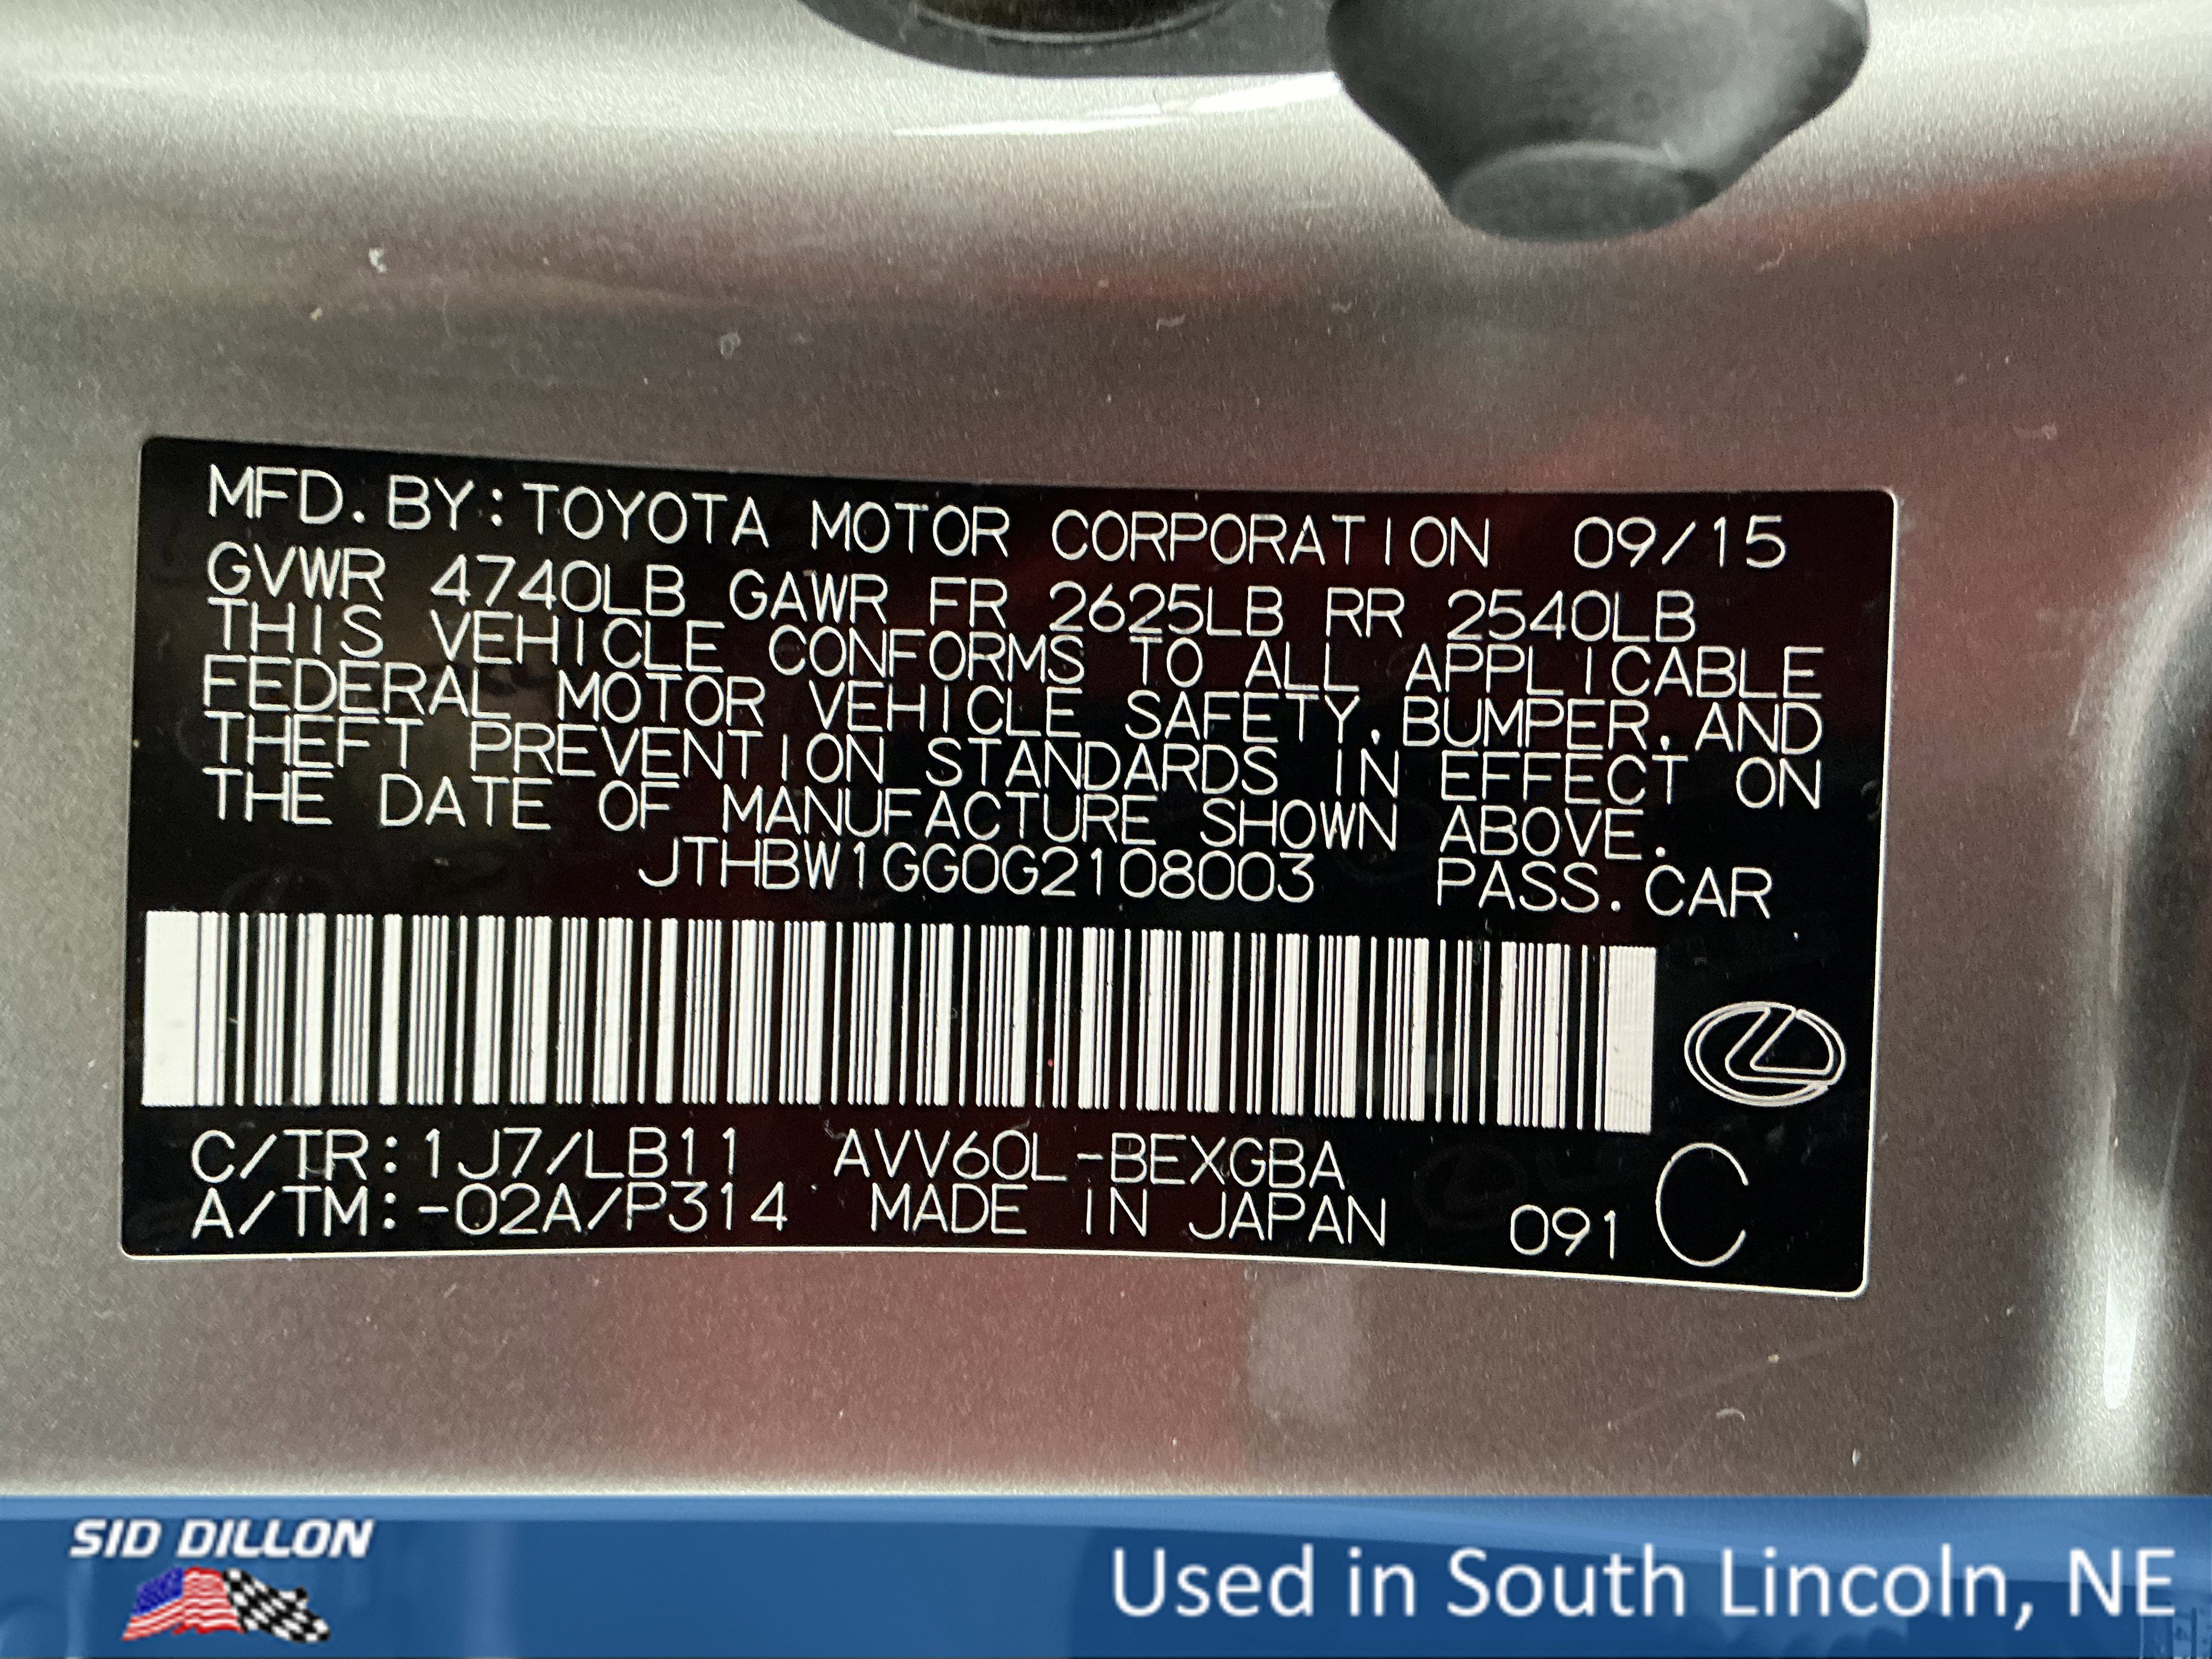 MFD. BY: TOYOTA MOTOR CORPORATION 09/15
GVWR 4740LB GAWR FR 2625LB RR 2540LB
THIS VEHICLE CONFORMS TO ALL APPLICABLE
FEDERAL MOTOR VEHICLE SAFETY, BUMPER, AND
THEFT PREVENTION STANDARDS IN EFFECT ON
THE DATE OF MANUFACTURE SHOWN ABOVE.
JTHBW1GG0G2108003 PASS. CAR
C/TR: 1J7/LB11 AVV60L-BEXGBA
A/TM: -02A/P314 MADE IN JAPAN 091 C
SID DILLON
Used in South Lincoln, NE